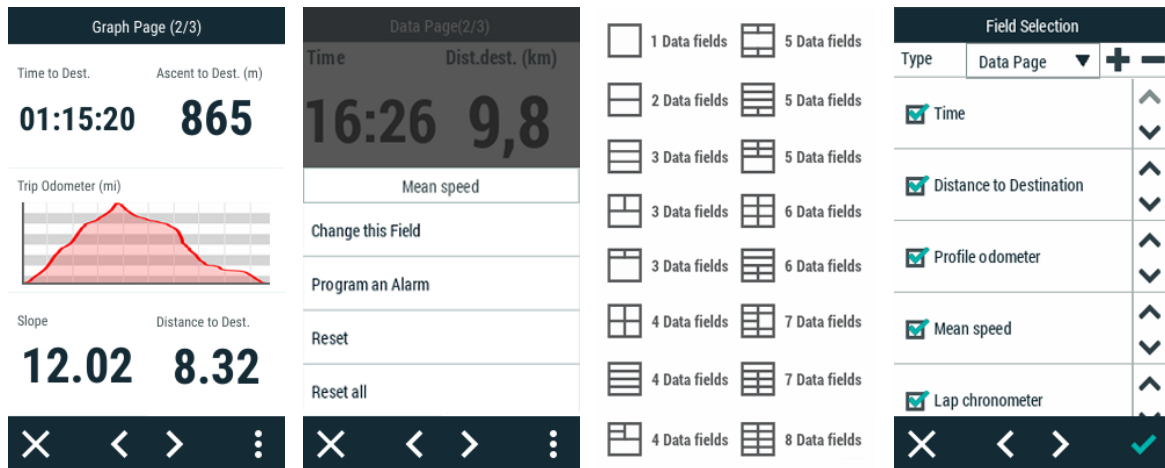 Graph Page (2/3)
Time to Dest. Ascent to Dest. (m)
01:15:20 865
Trip Odometer (mi)
Slope Distance to Dest.
12.02 8.32
Data Page(2/3)
Time Dist.dest. (km)
16:26 9,8
Mean speed
Change this Field
Program an Alarm
Reset
Reset all
1 Data fields 5 Data fields
2 Data fields 5 Data fields
3 Data fields 5 Data fields
3 Data fields 6 Data fields
3 Data fields 6 Data fields
4 Data fields 7 Data fields
4 Data fields 7 Data fields
4 Data fields 8 Data fields
Field Selection
Type Data Page
Time
Distance to Destination
Profile odometer
Mean speed
Lap chronometer